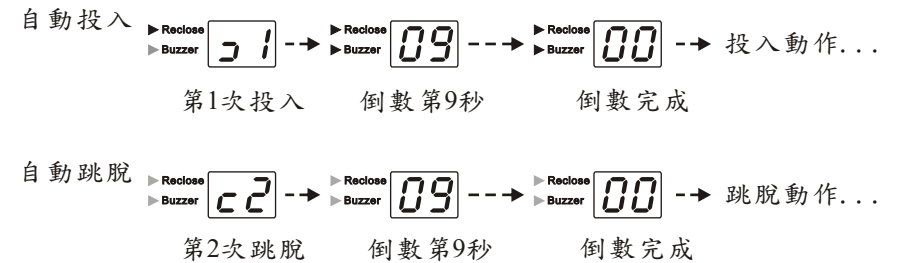 自動投入 Reclose Buzzer ɔ1 Reclose Buzzer 09 Reclose Buzzer 00 投入動作...
第1次投入 倒數第9秒 倒數完成
自動跳脫 Reclose Buzzer c2 Reclose Buzzer 09 Reclose Buzzer 00 跳脫動作...
第2次跳脫 倒數第9秒 倒數完成